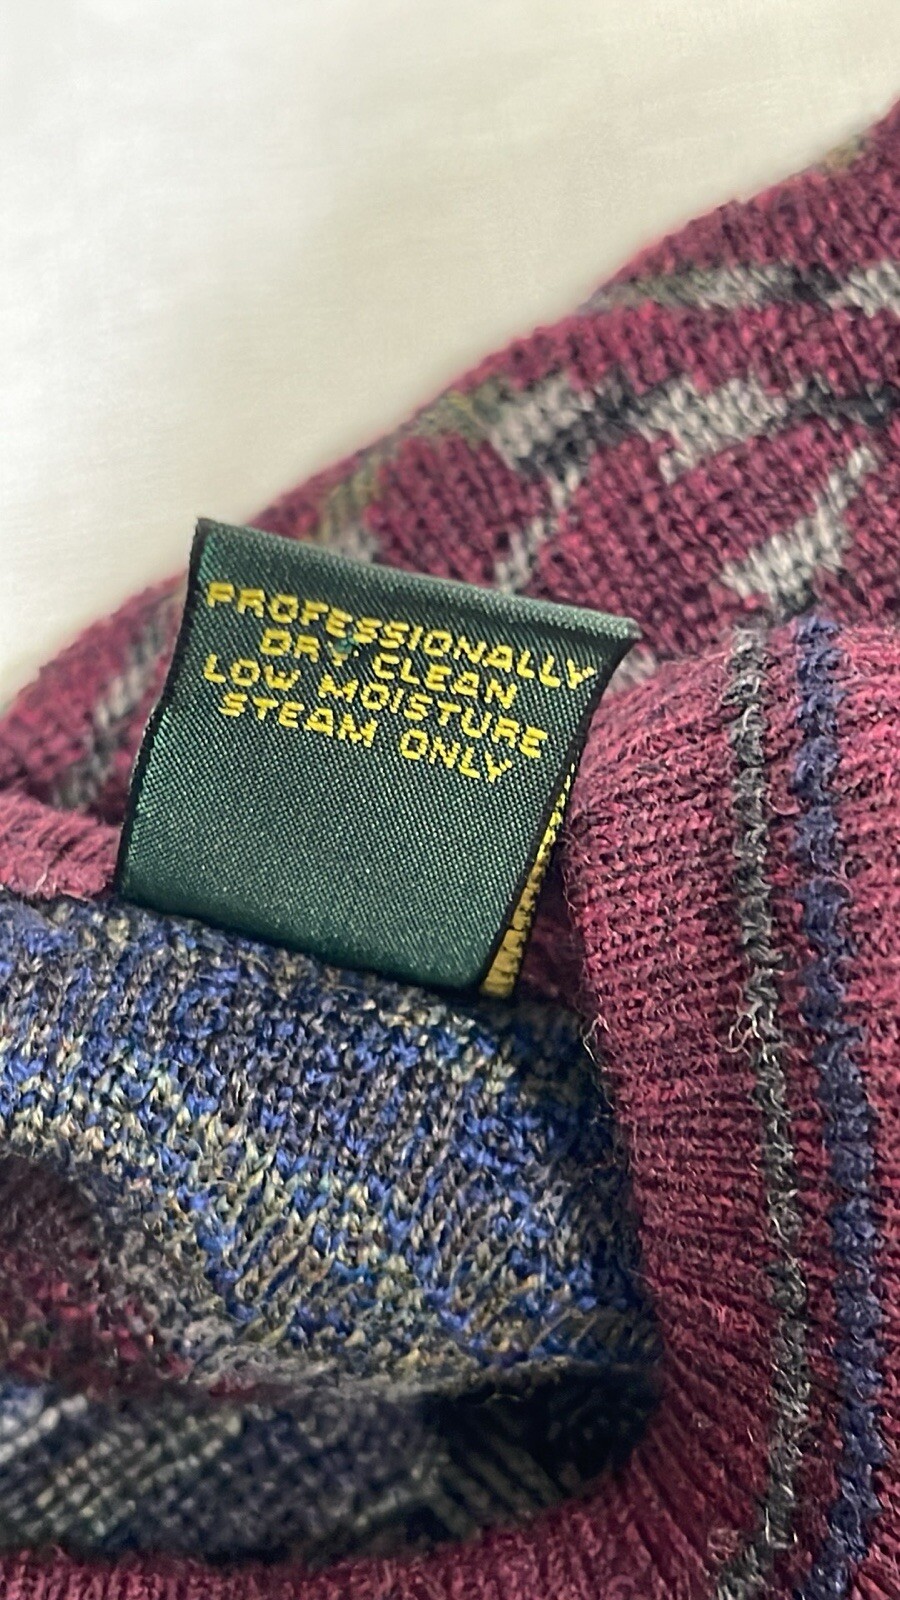 PROFESSIONALLY
DRY CLEAN
LOW MOISTURE
STEAM ONLY